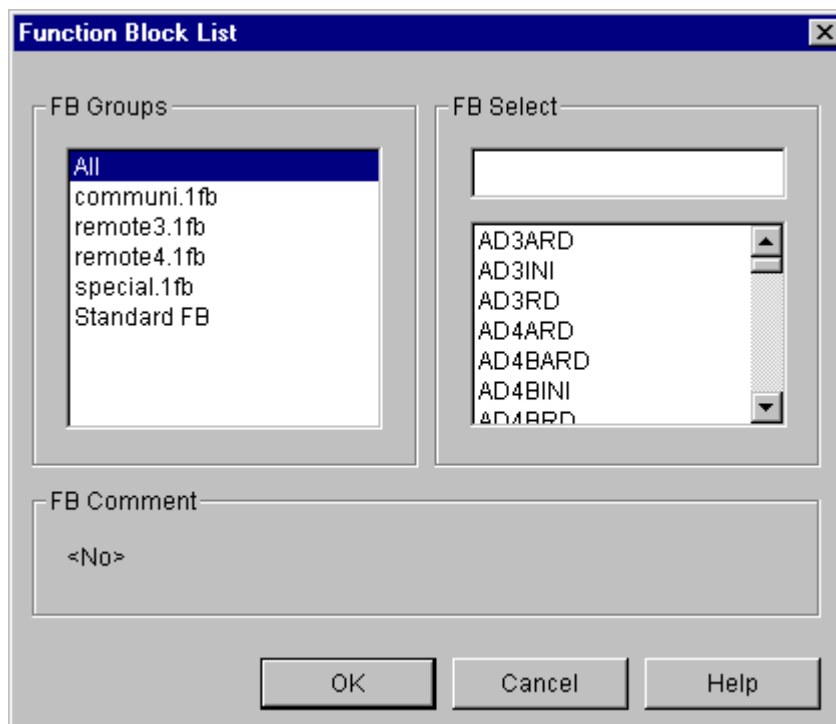 Function Block List
FB Groups
All
communi.1fb
remote3.1fb
remote4.1fb
special.1fb
Standard FB
FB Select
AD3ARD
AD3INI
AD3RD
AD4ARD
AD4BARD
AD4BINI
AD4BRD
FB Comment
<No>
OK
Cancel
Help